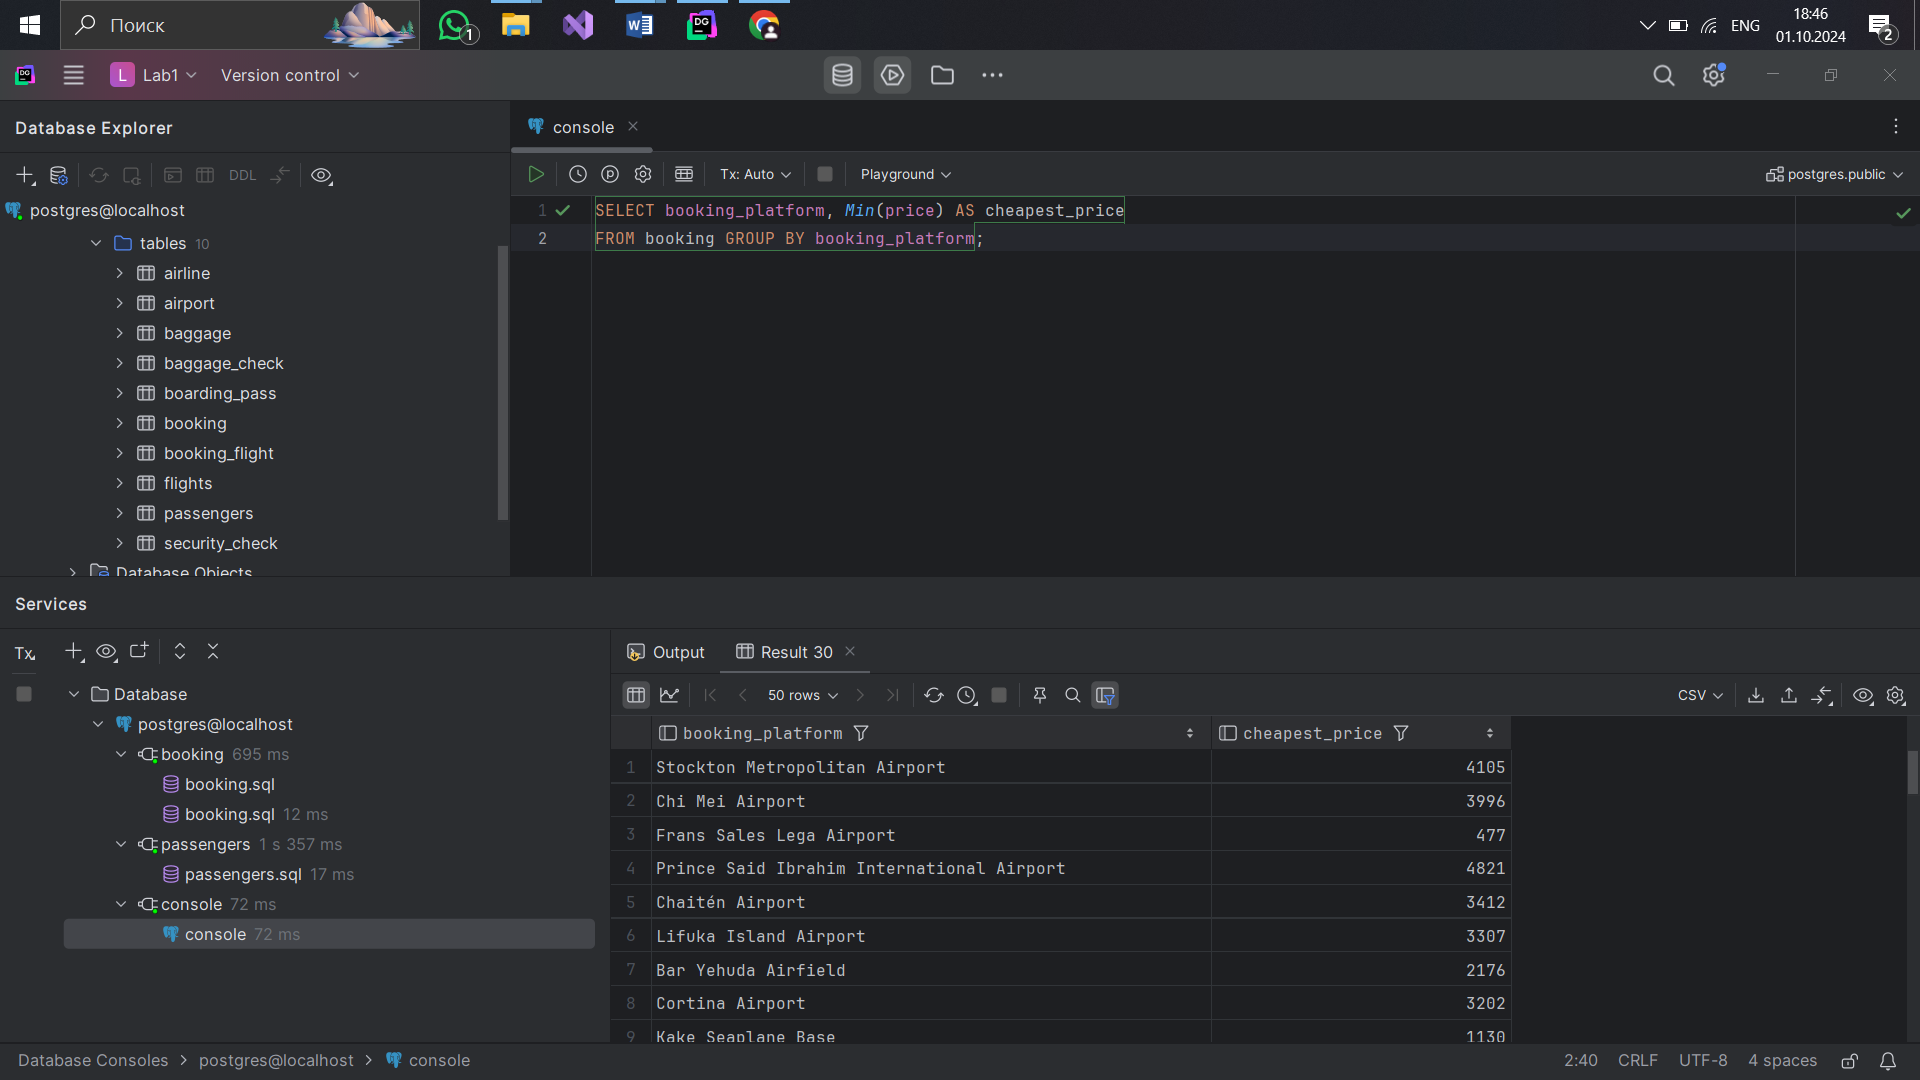 Поиск
1
ENG
18:46
01.10.2024
2
L Lab1 Version control
Database Explorer
console
DDL
Tx: Auto
Playground
postgres.public
postgres@localhost
tables 10
airline
airport
baggage
baggage_check
boarding_pass
booking
booking_flight
flights
passengers
security_check
Database Objects
1 SELECT booking_platform, Min(price) AS cheapest_price
2 FROM booking GROUP BY booking_platform;
Services
Tx
Database
postgres@localhost
booking 695 ms
booking.sql
booking.sql 12 ms
passengers 1 s 357 ms
passengers.sql 17 ms
console 72 ms
console 72 ms
Output
Result 30
50 rows
CSV
booking_platform cheapest_price
1 Stockton Metropolitan Airport 4105
2 Chi Mei Airport 3996
3 Frans Sales Lega Airport 477
4 Prince Said Ibrahim International Airport 4821
5 Chaitén Airport 3412
6 Lifuka Island Airport 3307
7 Bar Yehuda Airfield 2176
8 Cortina Airport 3202
9 Kake Seaplane Base 1130
Database Consoles > postgres@localhost > console
2:40 CRLF UTF-8 4 spaces